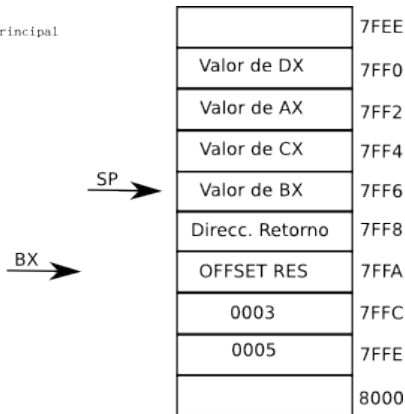 7FEE
Valor de DX 7FF0
Valor de AX 7FF2
Valor de CX 7FF4
SP Valor de BX 7FF6
Direcc. Retorno 7FF8
BX OFFSET RES 7FFA
0003 7FFC
0005 7FFE
8000